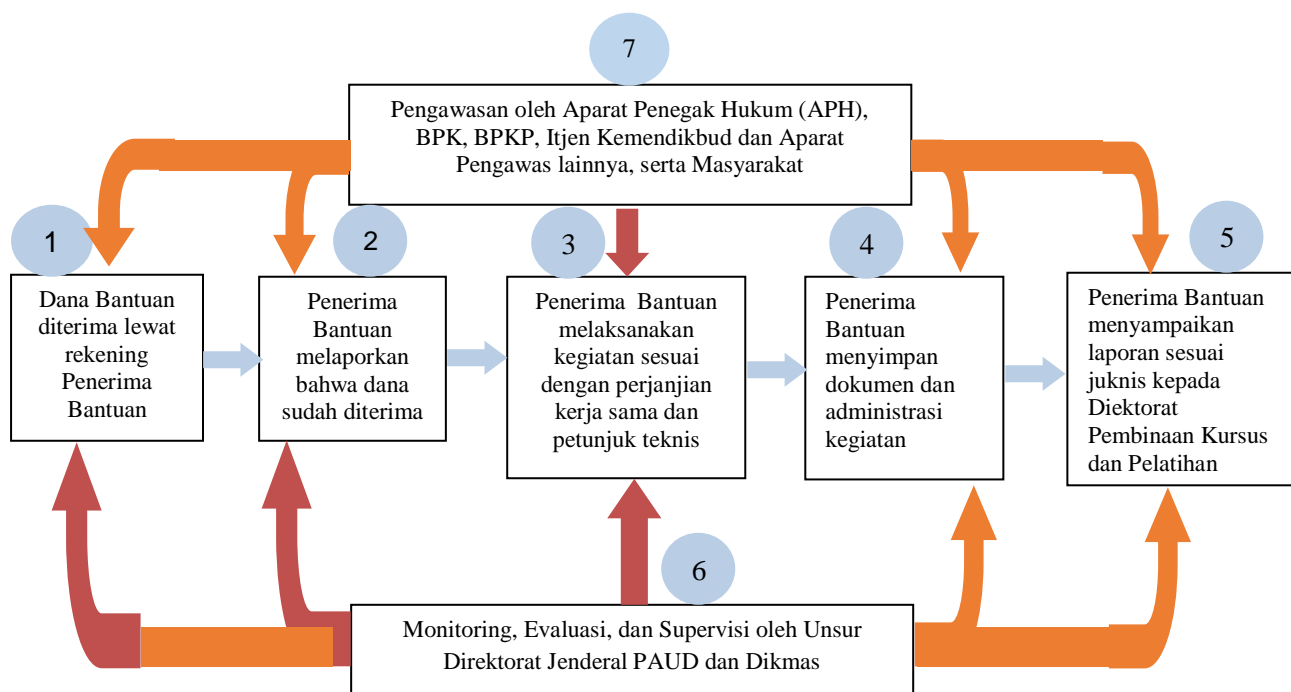 7
Pengawasan oleh Aparat Penegak Hukum (APH),
BPK, BPKP, Itjen Kemendikbud dan Aparat
Pengawas lainnya, serta Masyarakat
1
Dana Bantuan
diterima lewat
rekening
Penerima
Bantuan
2
Penerima
Bantuan
melaporkan
bahwa dana
sudah diterima
3
Penerima Bantuan
melaksanakan
kegiatan sesuai
dengan perjanjian
kerja sama dan
petunjuk teknis
4
Penerima
Bantuan
menyimpan
dokumen dan
administrasi
kegiatan
5
Penerima Bantuan
menyampaikan
laporan sesuai
juknis kepada
Diektorat
Pembinaan Kursus
dan Pelatihan
6
Monitoring, Evaluasi, dan Supervisi oleh Unsur
Direktorat Jenderal PAUD dan Dikmas